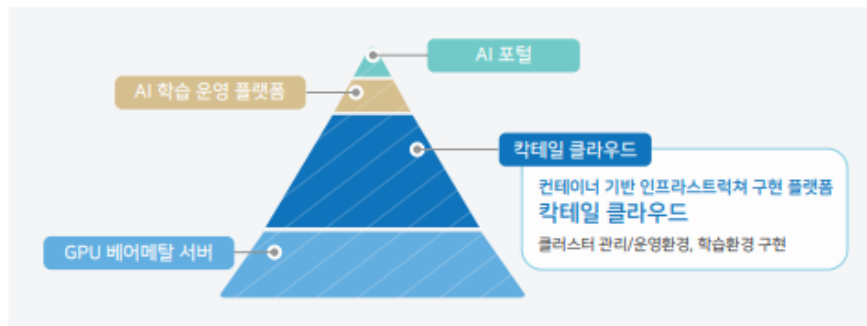 AI 포털
AI 학습 운영 플랫폼
칵테일 클라우드
컨테이너 기반 인프라스트럭쳐 구현 플랫폼
칵테일 클라우드
클러스터 관리/운영환경, 학습환경 구현
GPU 베어메탈 서버